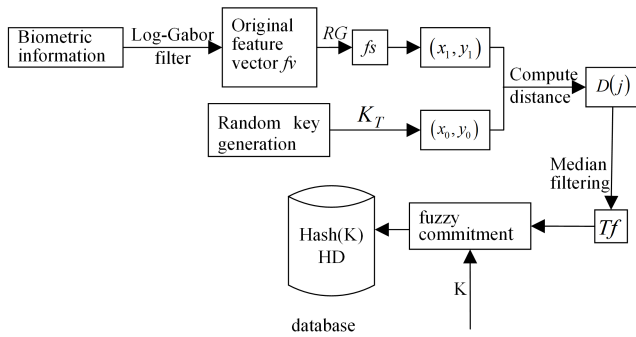 Biometric
information
Log-Gabor
filter
Original
feature
vector fv
RG
fs
(x₁, y₁)
Compute
distance
D(j)
Random key
generation
K_T
(x₀, y₀)
Median
filtering
Tf
fuzzy
commitment
K
Hash(K)
HD
database